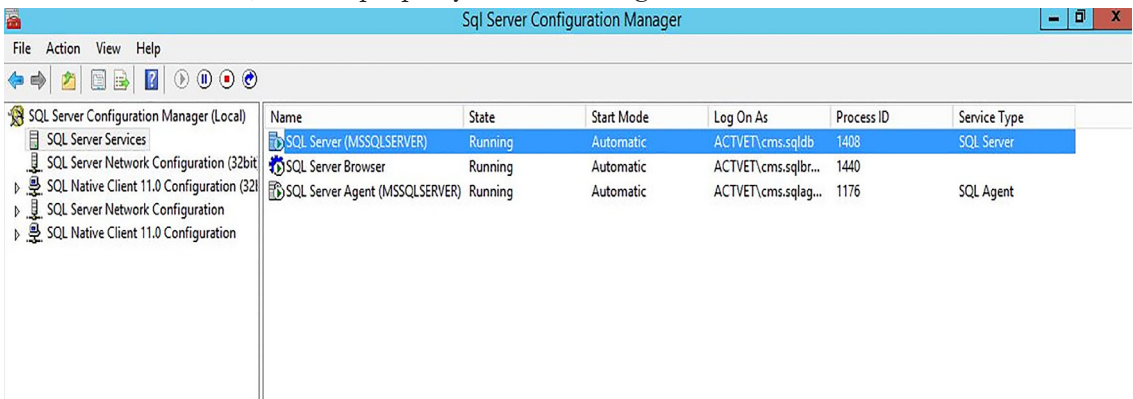 Sql Server Configuration Manager
File Action View Help
SQL Server Configuration Manager (Local)
SQL Server Services
SQL Server Network Configuration (32bit
SQL Native Client 11.0 Configuration (32
SQL Server Network Configuration
SQL Native Client 11.0 Configuration
Name State Start Mode Log On As Process ID Service Type
SQL Server (MSSQLSERVER) Running Automatic ACTVET\cms.sqldb 1408 SQL Server
SQL Server Browser Running Automatic ACTVET\cms.sqlbr... 1440
SQL Server Agent (MSSQLSERVER) Running Automatic ACTVET\cms.sqlag... 1176 SQL Agent